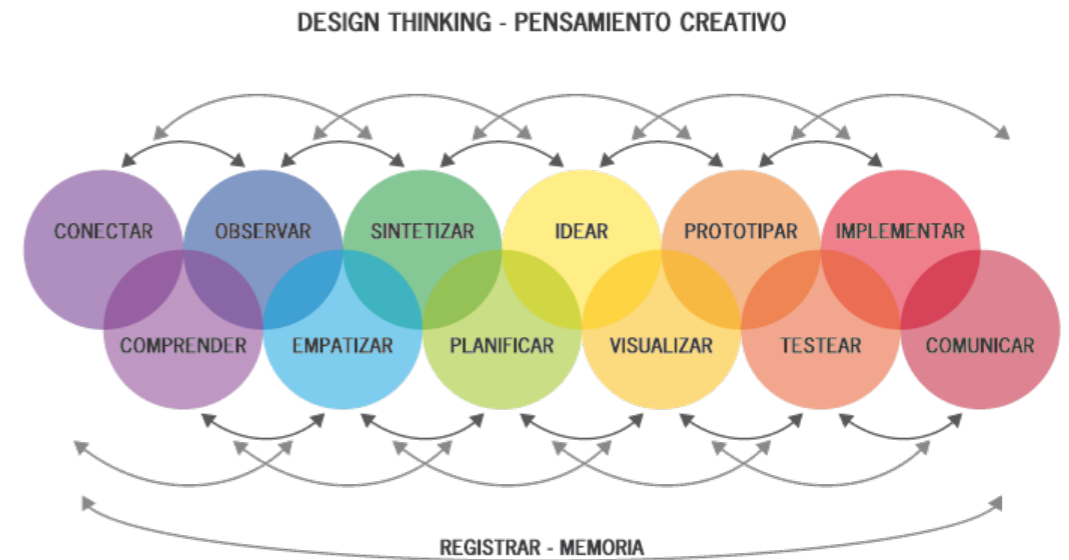 DESIGN THINKING - PENSAMIENTO CREATIVO
CONECTAR OBSERVAR SINTETIZAR IDEAR PROTOTIPAR IMPLEMENTAR
COMPRENDER EMPATIZAR PLANIFICAR VISUALIZAR TESTEAR COMUNICAR
REGISTRAR - MEMORIA